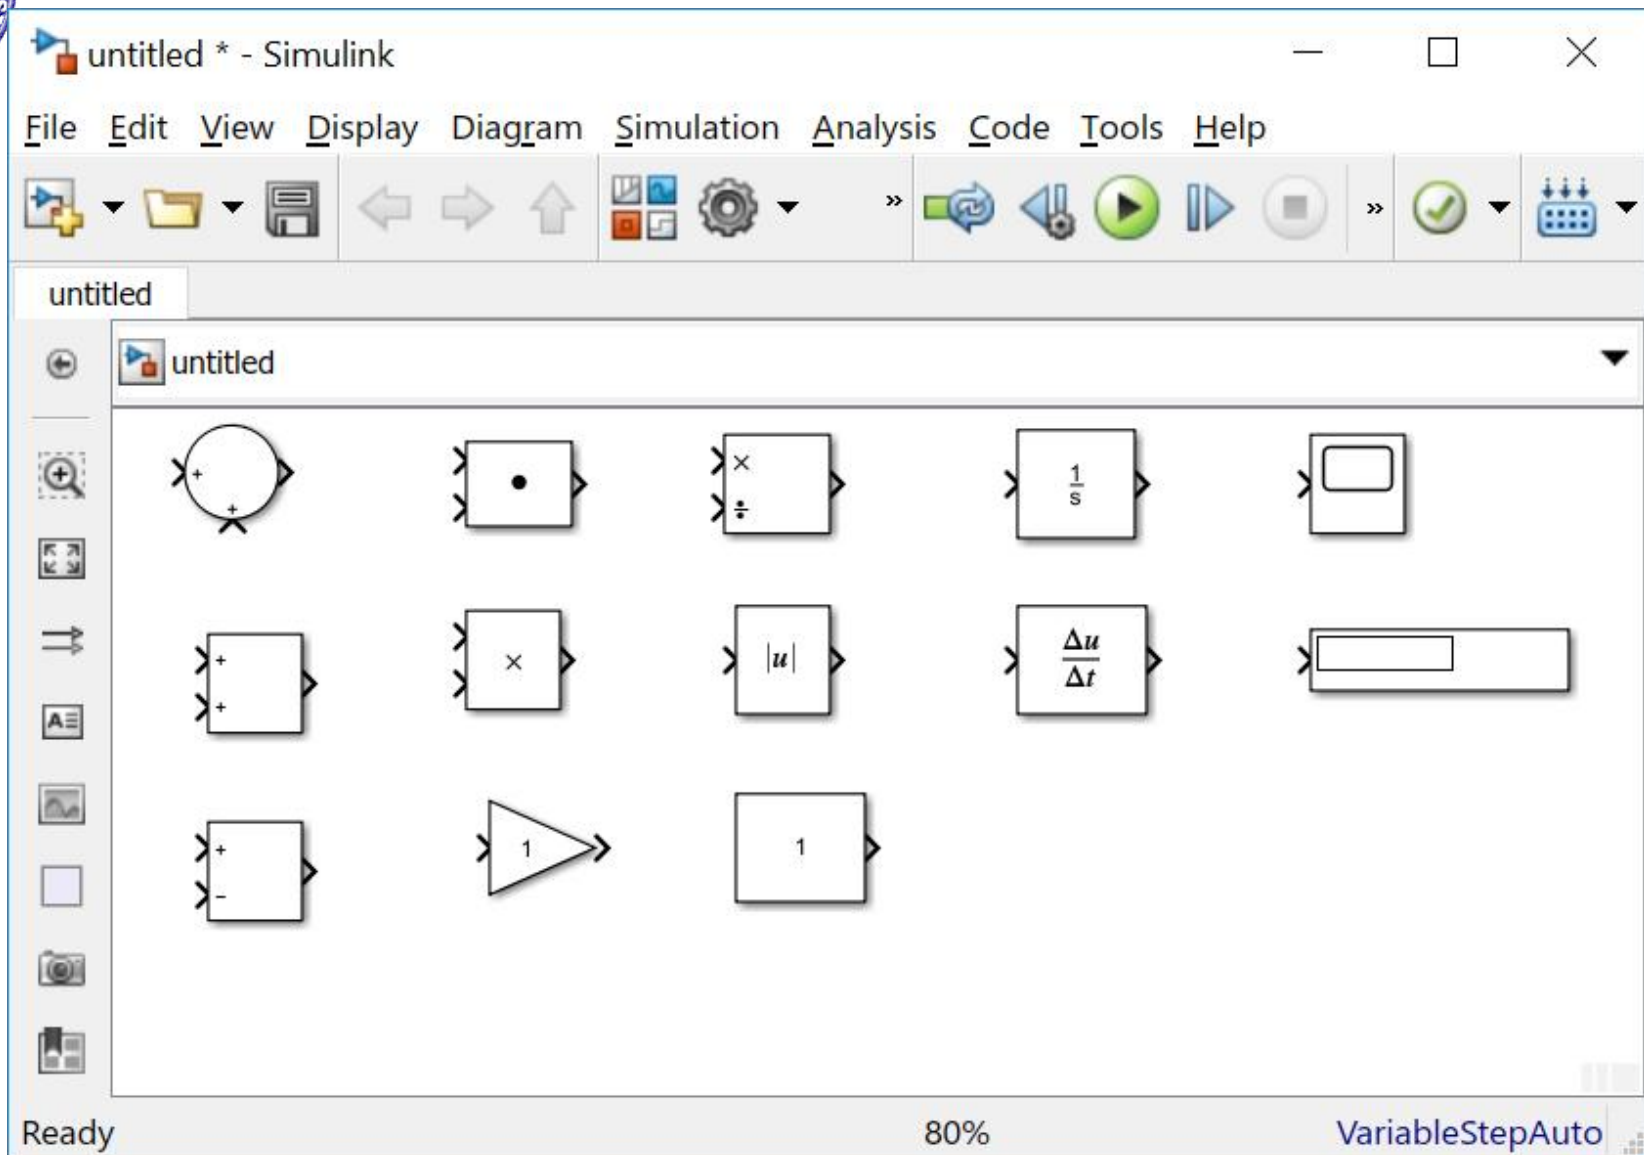 untitled * - Simulink
File Edit View Display Diagram Simulation Analysis Code Tools Help
» »
untitled
untitled
+
+
•
×
÷
1
s
+
+
×
|u|
Δu
Δt
+
−
1
1
Ready 80% VariableStepAuto